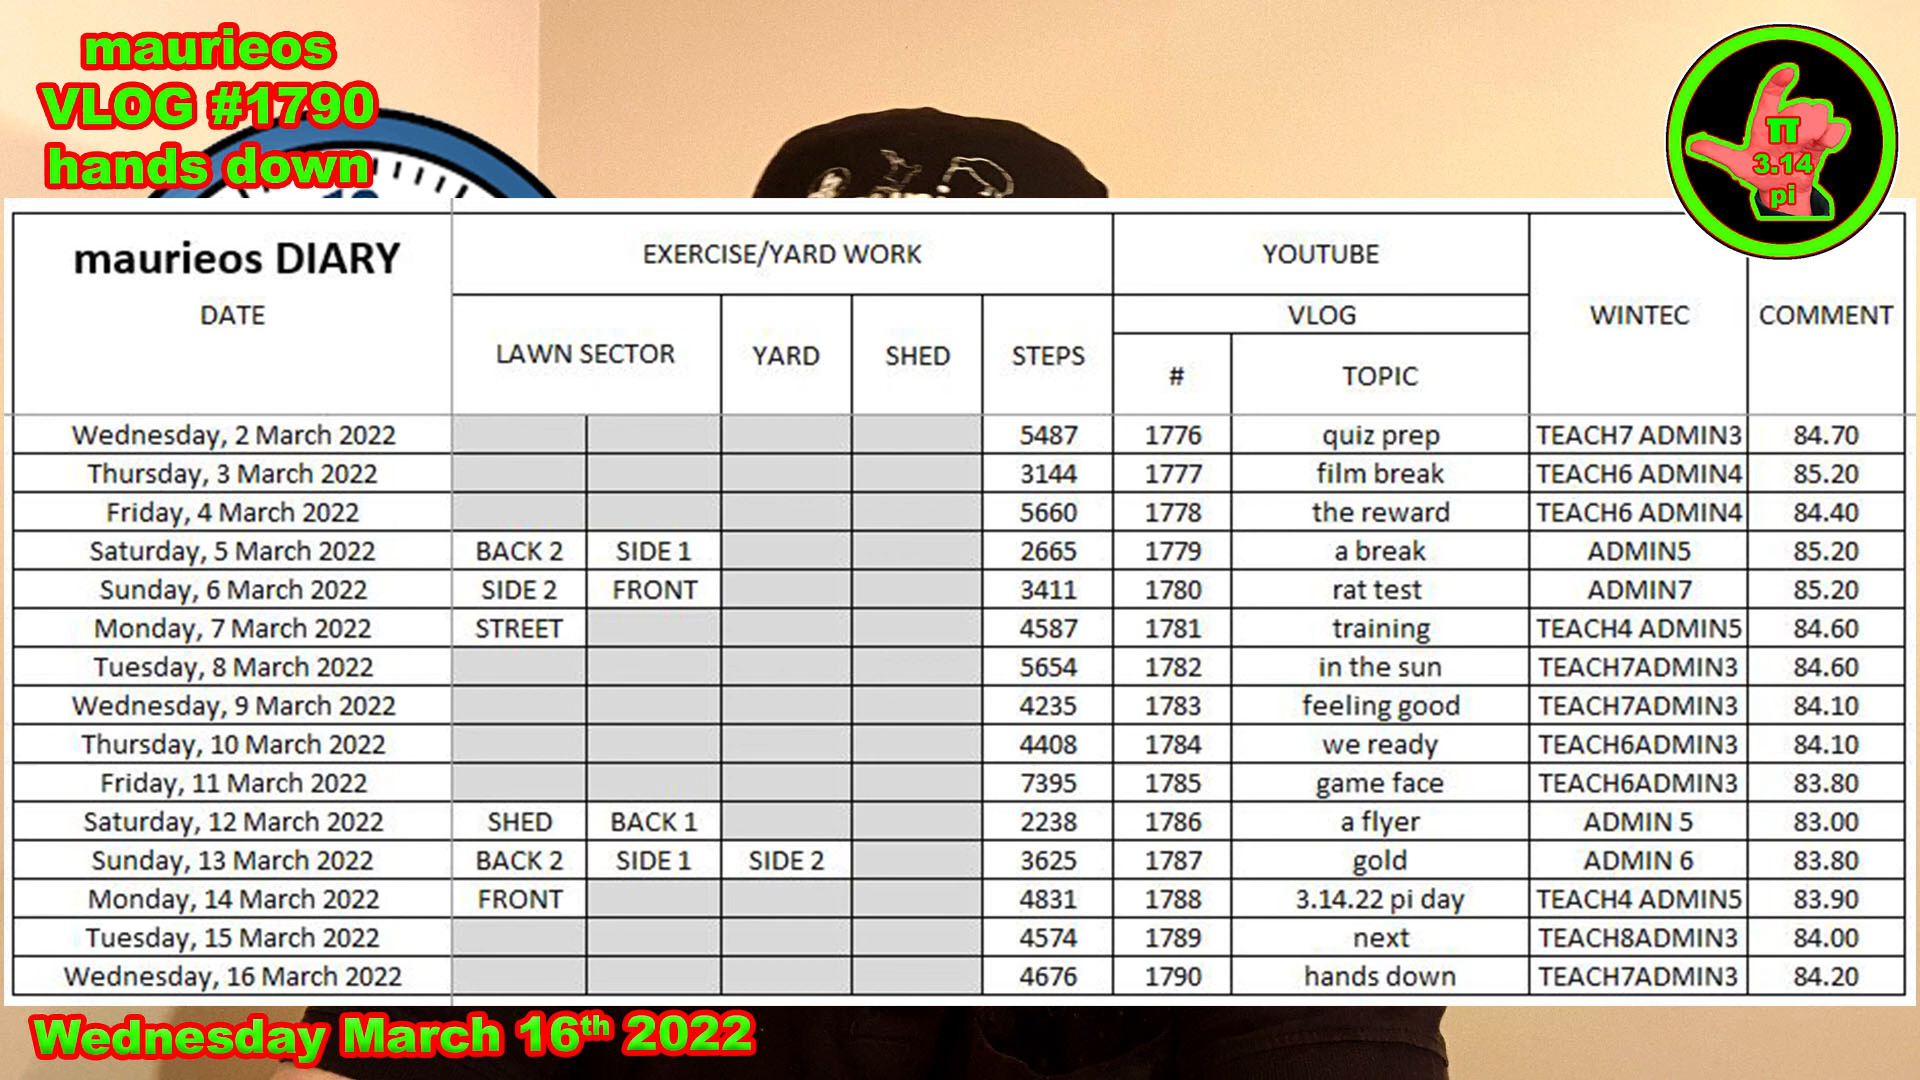 maurieos
VLOG #1790
hands down
π
3.14
pi
maurieos DIARY
DATE
EXERCISE/YARD WORK
YOUTUBE
WINTEC
COMMENT
LAWN SECTOR
YARD
SHED
STEPS
VLOG
#
TOPIC
Wednesday, 2 March 2022 5487 1776 quiz prep TEACH7 ADMIN3 84.70
Thursday, 3 March 2022 3144 1777 film break TEACH6 ADMIN4 85.20
Friday, 4 March 2022 5660 1778 the reward TEACH6 ADMIN4 84.40
Saturday, 5 March 2022 BACK 2 SIDE 1 2665 1779 a break ADMIN5 85.20
Sunday, 6 March 2022 SIDE 2 FRONT 3411 1780 rat test ADMIN7 85.20
Monday, 7 March 2022 STREET 4587 1781 training TEACH4 ADMIN5 84.60
Tuesday, 8 March 2022 5654 1782 in the sun TEACH7ADMIN3 84.60
Wednesday, 9 March 2022 4235 1783 feeling good TEACH7ADMIN3 84.10
Thursday, 10 March 2022 4408 1784 we ready TEACH6ADMIN3 84.10
Friday, 11 March 2022 7395 1785 game face TEACH6ADMIN3 83.80
Saturday, 12 March 2022 SHED BACK 1 2238 1786 a flyer ADMIN 5 83.00
Sunday, 13 March 2022 BACK 2 SIDE 1 SIDE 2 3625 1787 gold ADMIN 6 83.80
Monday, 14 March 2022 FRONT 4831 1788 3.14.22 pi day TEACH4 ADMIN5 83.90
Tuesday, 15 March 2022 4574 1789 next TEACH8ADMIN3 84.00
Wednesday, 16 March 2022 4676 1790 hands down TEACH7ADMIN3 84.20
Wednesday March 16th 2022